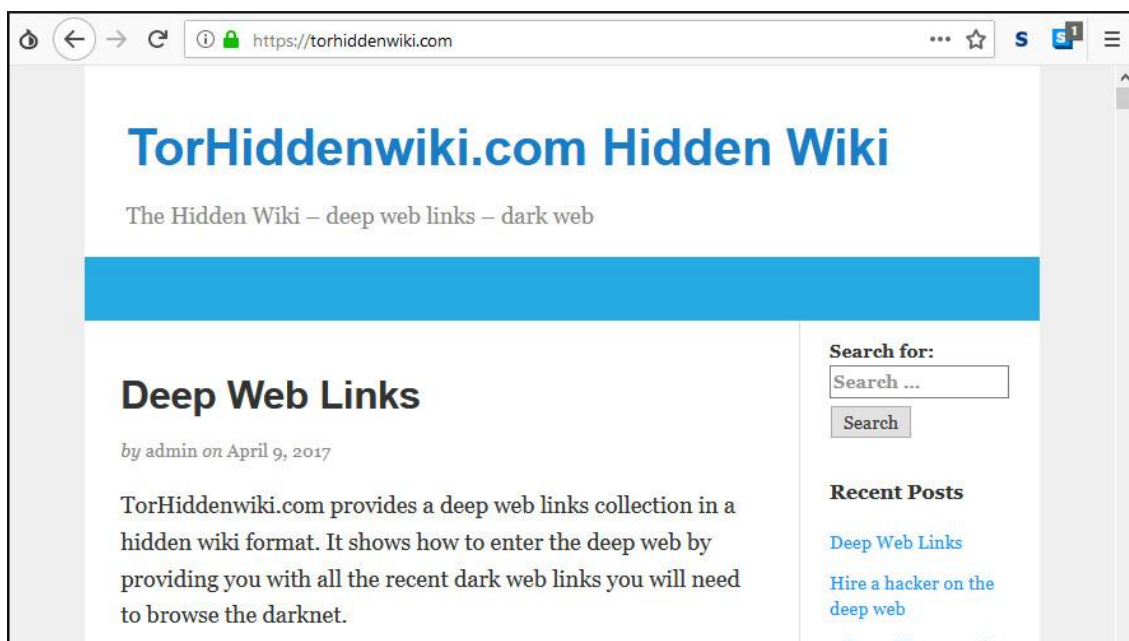 https://torhiddenwiki.com
S
S
1
TorHiddenwiki.com Hidden Wiki
The Hidden Wiki – deep web links – dark web
Deep Web Links
by admin on April 9, 2017
TorHiddenwiki.com provides a deep web links collection in a
hidden wiki format. It shows how to enter the deep web by
providing you with all the recent dark web links you will need
to browse the darknet.
Search for:
Search ...
Search
Recent Posts
Deep Web Links
Hire a hacker on the
deep web